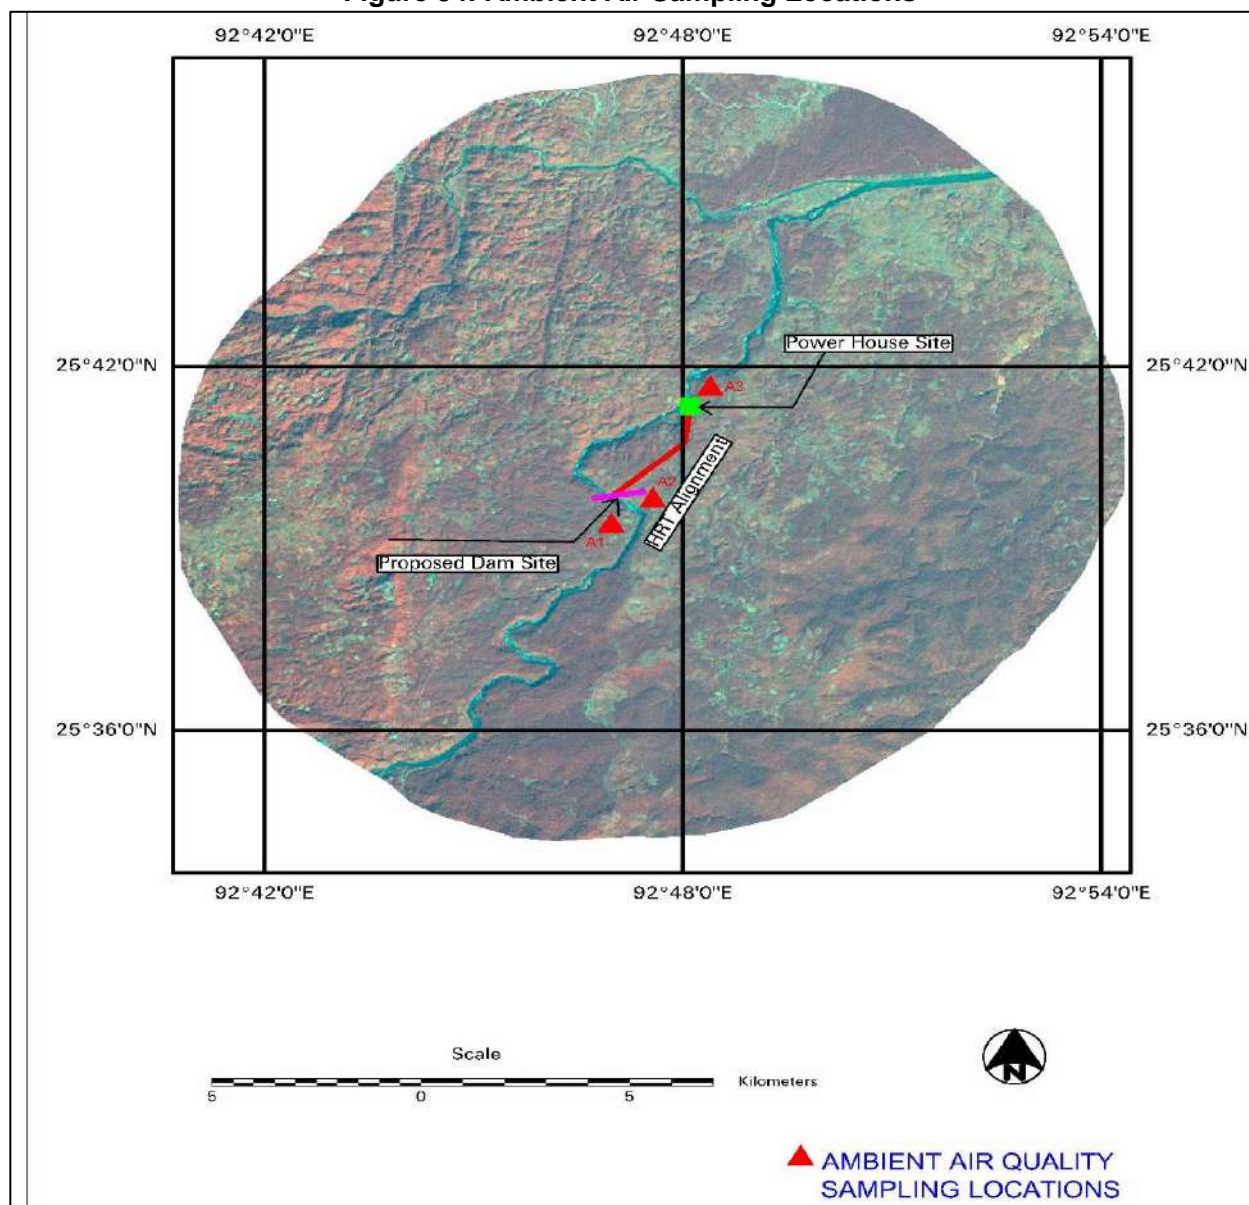 92°42'0"E 92°48'0"E 92°54'0"E
Power House Site
25°42'0"N 25°42'0"N
A3
HRT Alignment
A2
A1
Proposed Dam Site
25°36'0"N 25°36'0"N
92°42'0"E 92°48'0"E 92°54'0"E
Scale
Kilometers
5 0 5
N
AMBIENT AIR QUALITY
SAMPLING LOCATIONS